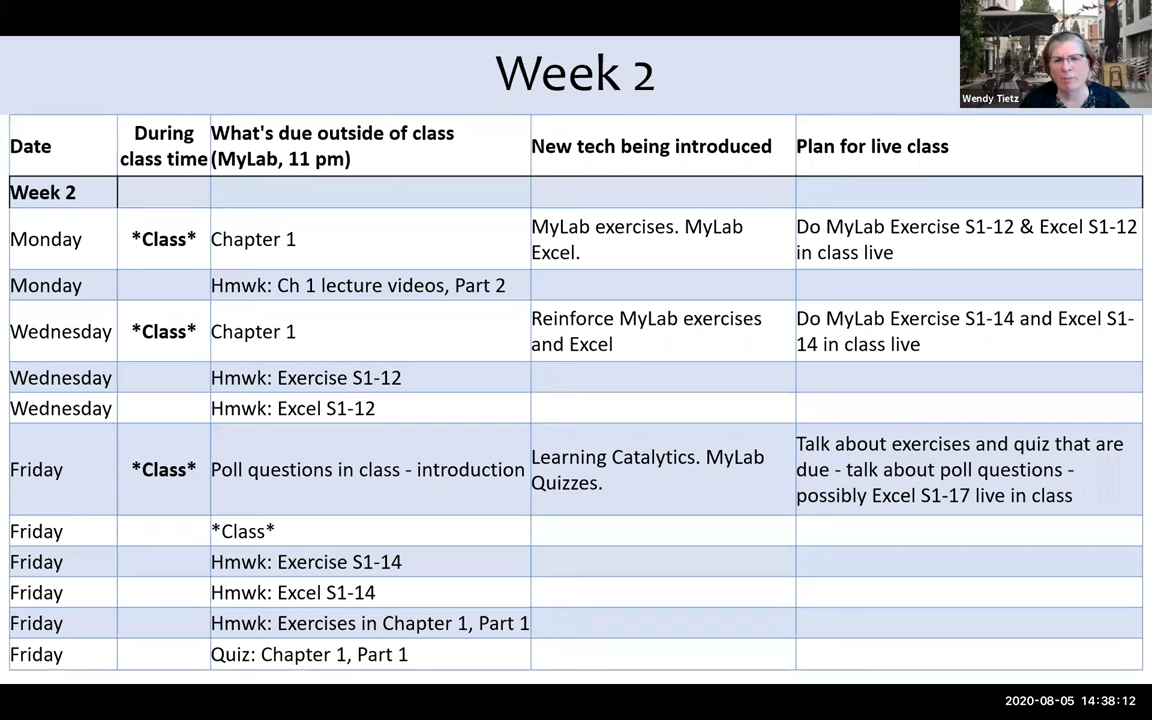 Week 2
Wendy Tietz
Date
During
class time
What's due outside of class
(MyLab, 11 pm)
New tech being introduced
Plan for live class
Week 2
Monday
*Class*
Chapter 1
MyLab exercises. MyLab
Excel.
Do MyLab Exercise S1-12 & Excel S1-12
in class live
Monday
Hmwk: Ch 1 lecture videos, Part 2
Wednesday
*Class*
Chapter 1
Reinforce MyLab exercises
and Excel
Do MyLab Exercise S1-14 and Excel S1-
14 in class live
Wednesday
Hmwk: Exercise S1-12
Wednesday
Hmwk: Excel S1-12
Friday
*Class*
Poll questions in class - introduction
Learning Catalytics. MyLab
Quizzes.
Talk about exercises and quiz that are
due - talk about poll questions -
possibly Excel S1-17 live in class
Friday
*Class*
Friday
Hmwk: Exercise S1-14
Friday
Hmwk: Excel S1-14
Friday
Hmwk: Exercises in Chapter 1, Part 1
Friday
Quiz: Chapter 1, Part 1
2020-08-05 14:38:12